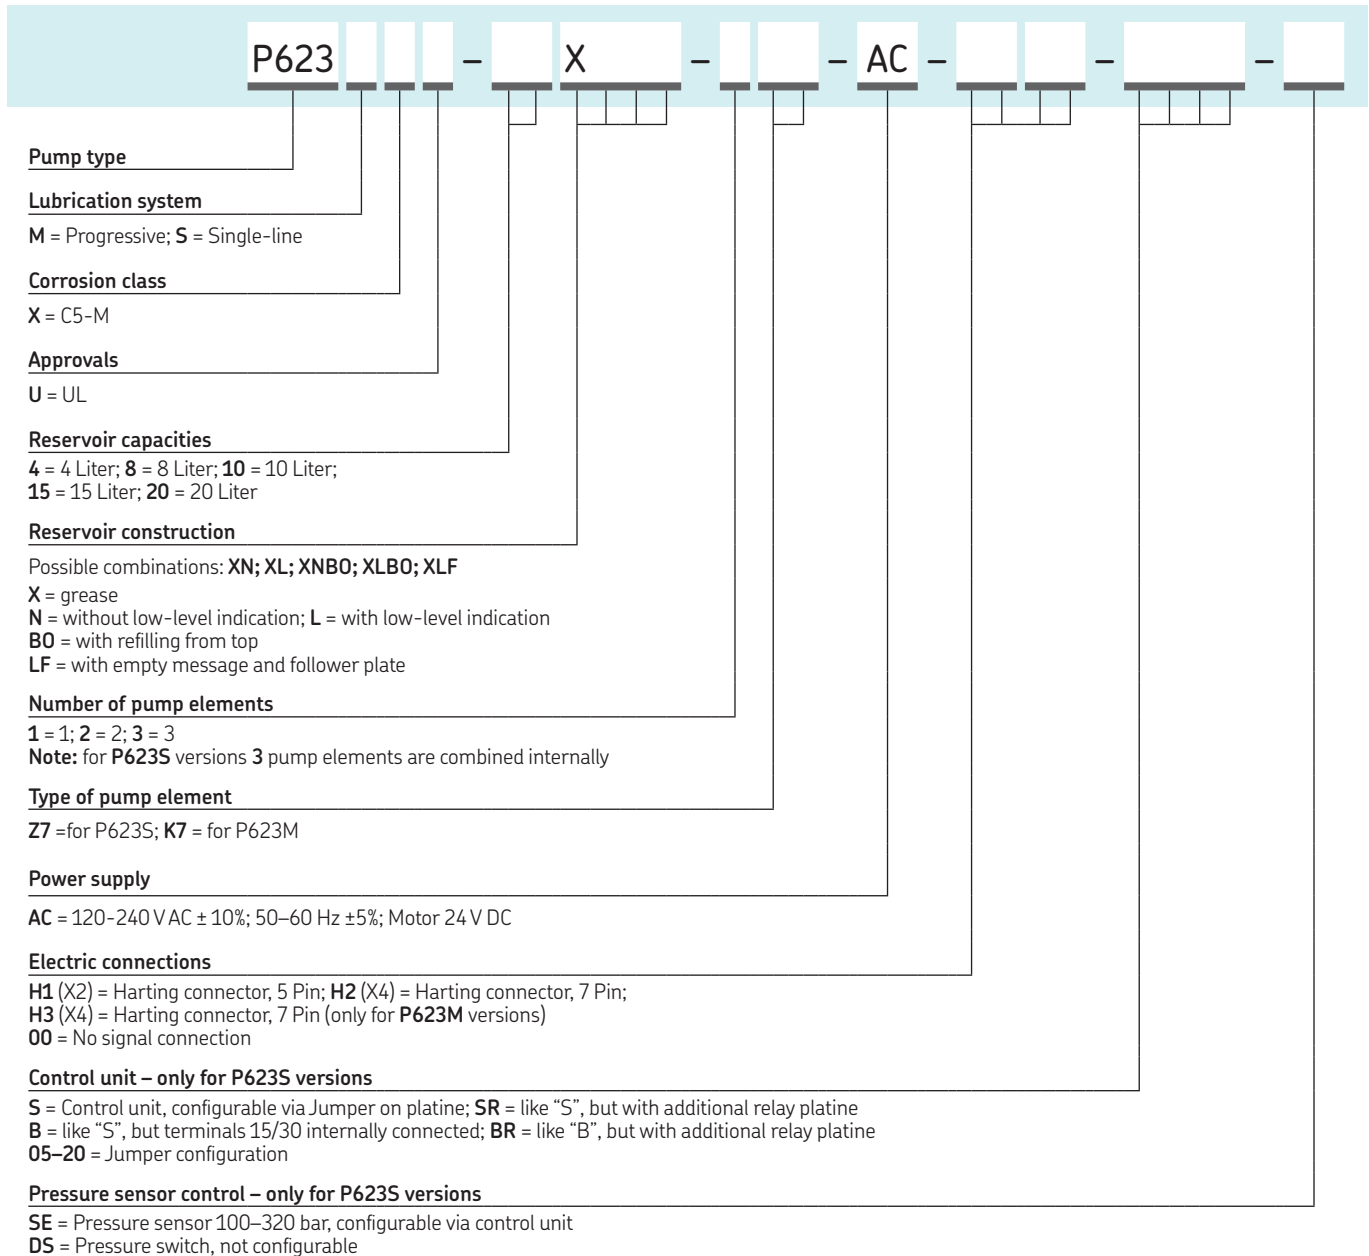 P623 – X – – AC – – –
Pump type
Lubrication system
M = Progressive; S = Single-line
Corrosion class
X = C5-M
Approvals
U = UL
Reservoir capacities
4 = 4 Liter; 8 = 8 Liter; 10 = 10 Liter;
15 = 15 Liter; 20 = 20 Liter
Reservoir construction
Possible combinations: XN; XL; XNBO; XLBO; XLF
X = grease
N = without low-level indication; L = with low-level indication
BO = with refilling from top
LF = with empty message and follower plate
Number of pump elements
1 = 1; 2 = 2; 3 = 3
Note: for P623S versions 3 pump elements are combined internally
Type of pump element
Z7 =for P623S; K7 = for P623M
Power supply
AC = 120-240 V AC ± 10%; 50–60 Hz ±5%; Motor 24 V DC
Electric connections
H1 (X2) = Harting connector, 5 Pin; H2 (X4) = Harting connector, 7 Pin;
H3 (X4) = Harting connector, 7 Pin (only for P623M versions)
00 = No signal connection
Control unit – only for P623S versions
S = Control unit, configurable via Jumper on platine; SR = like “S”, but with additional relay platine
B = like “S”, but terminals 15/30 internally connected; BR = like “B”, but with additional relay platine
05–20 = Jumper configuration
Pressure sensor control – only for P623S versions
SE = Pressure sensor 100–320 bar, configurable via control unit
DS = Pressure switch, not configurable